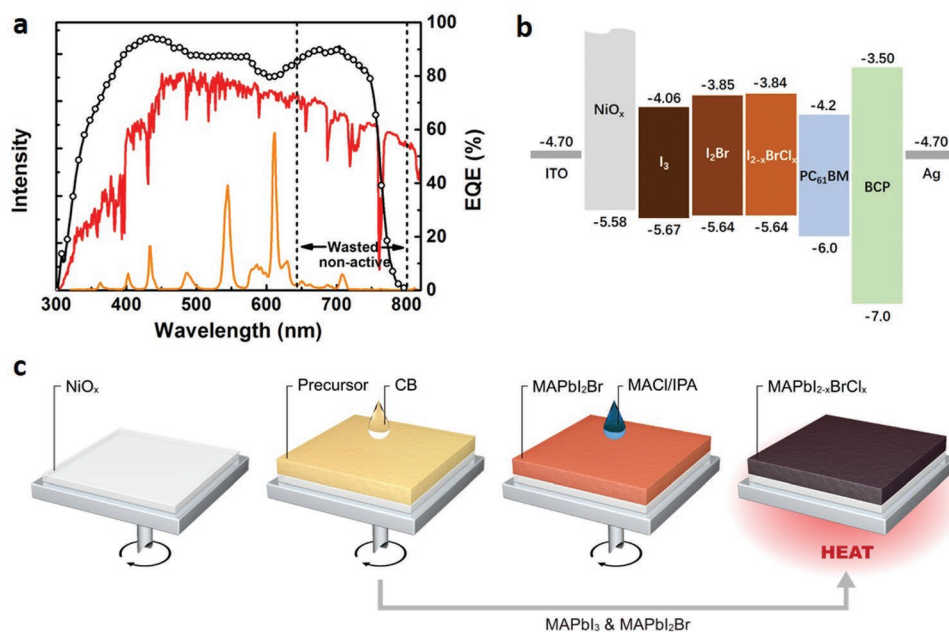 a
Intensity
100
80
60
40
20
0
EQE (%)
Wasted
non-active
300 400 500 600 700 800
Wavelength (nm)
b
-4.70
ITO
NiOₓ
-5.58
-4.06
I₃
-5.67
-3.85
I₂Br
-5.64
-3.84
I₂₋ₓBrClₓ
-5.64
-4.2
PC₆₁BM
-6.0
-3.50
BCP
-7.0
-4.70
Ag
c
NiOₓ
Precursor CB
MAPbI₂Br MACl/IPA
MAPbI₂₋ₓBrClₓ
HEAT
MAPbI₃ & MAPbI₂Br